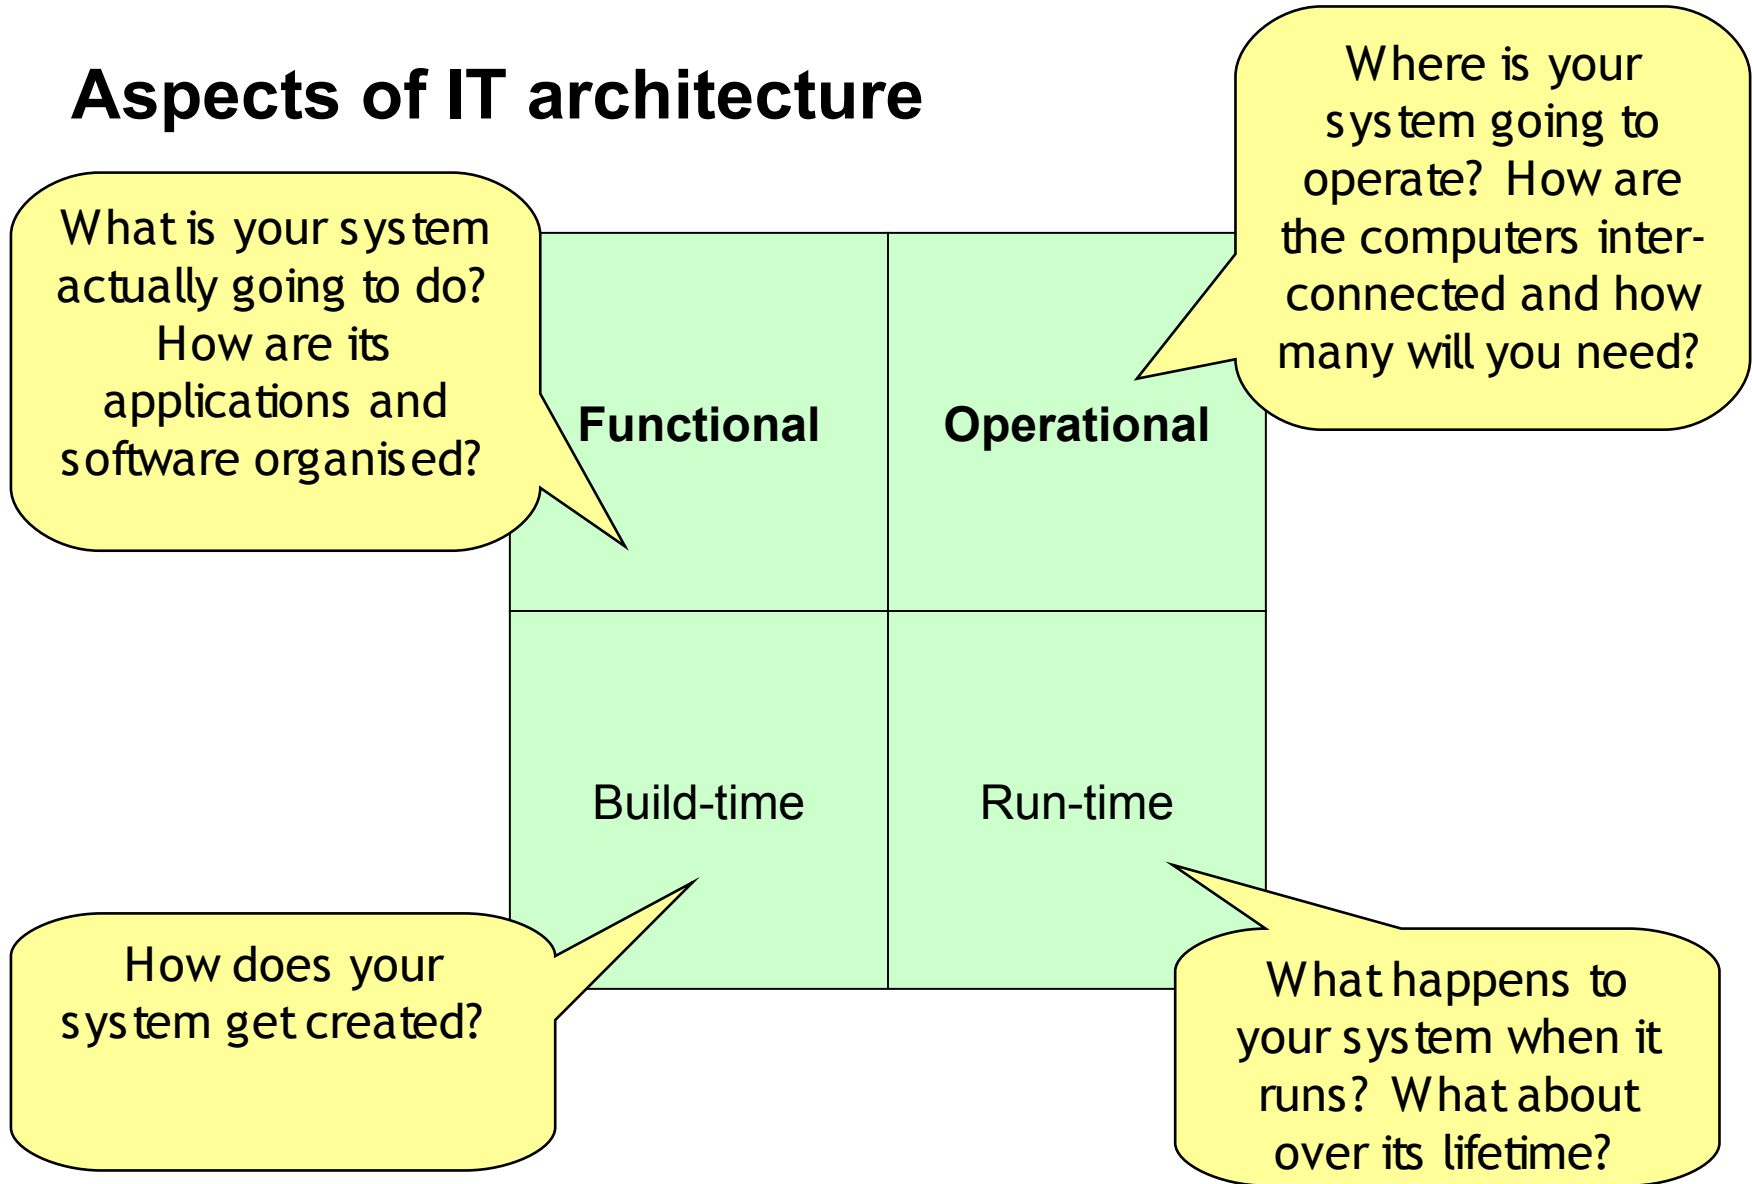 Aspects of IT architecture
Where is your
system going to
operate? How are
the computers inter-
connected and how
many will you need?
What is your system
actually going to do?
How are its
applications and
software organised?
Functional
Operational
Build-time
Run-time
How does your
system get created?
What happens to
your system when it
runs? What about
over its lifetime?